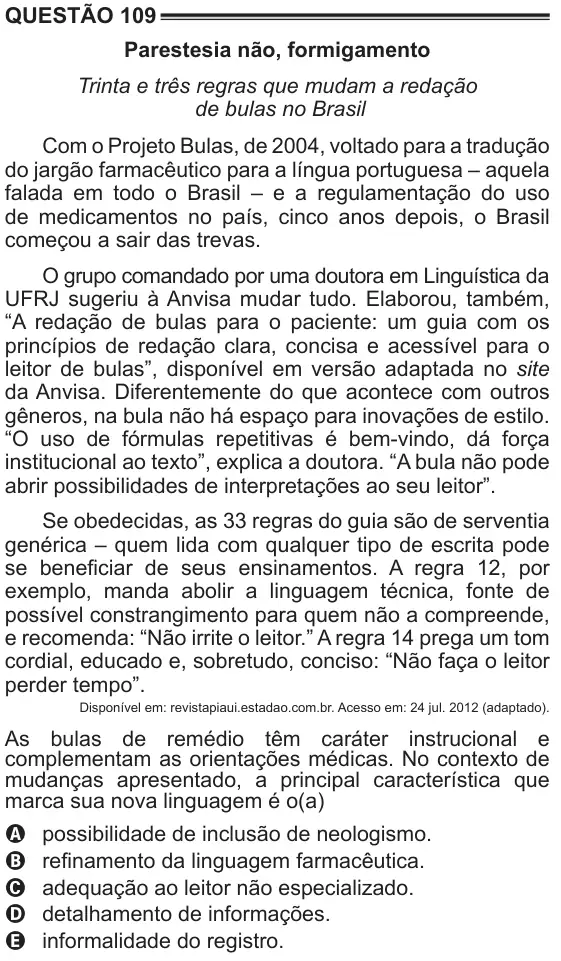 QUESTÃO 109
Parestesia não, formigamento
Trinta e três regras que mudam a redação
de bulas no Brasil
Com o Projeto Bulas, de 2004, voltado para a tradução
do jargão farmacêutico para a língua portuguesa – aquela
falada em todo o Brasil – e a regulamentação do uso
de medicamentos no país, cinco anos depois, o Brasil
começou a sair das trevas.
O grupo comandado por uma doutora em Linguística da
UFRJ sugeriu à Anvisa mudar tudo. Elaborou, também,
“A redação de bulas para o paciente: um guia com os
princípios de redação clara, concisa e acessível para o
leitor de bulas”, disponível em versão adaptada no site
da Anvisa. Diferentemente do que acontece com outros
gêneros, na bula não há espaço para inovações de estilo.
“O uso de fórmulas repetitivas é bem-vindo, dá força
institucional ao texto”, explica a doutora. “A bula não pode
abrir possibilidades de interpretações ao seu leitor”.
Se obedecidas, as 33 regras do guia são de serventia
genérica – quem lida com qualquer tipo de escrita pode
se beneficiar de seus ensinamentos. A regra 12, por
exemplo, manda abolir a linguagem técnica, fonte de
possível constrangimento para quem não a compreende,
e recomenda: “Não irrite o leitor.” A regra 14 prega um tom
cordial, educado e, sobretudo, conciso: “Não faça o leitor
perder tempo”.
Disponível em: revistapiaui.estadao.com.br. Acesso em: 24 jul. 2012 (adaptado).
As bulas de remédio têm caráter instrucional e
complementam as orientações médicas. No contexto de
mudanças apresentado, a principal característica que
marca sua nova linguagem é o(a)
A possibilidade de inclusão de neologismo.
B refinamento da linguagem farmacêutica.
C adequação ao leitor não especializado.
D detalhamento de informações.
E informalidade do registro.